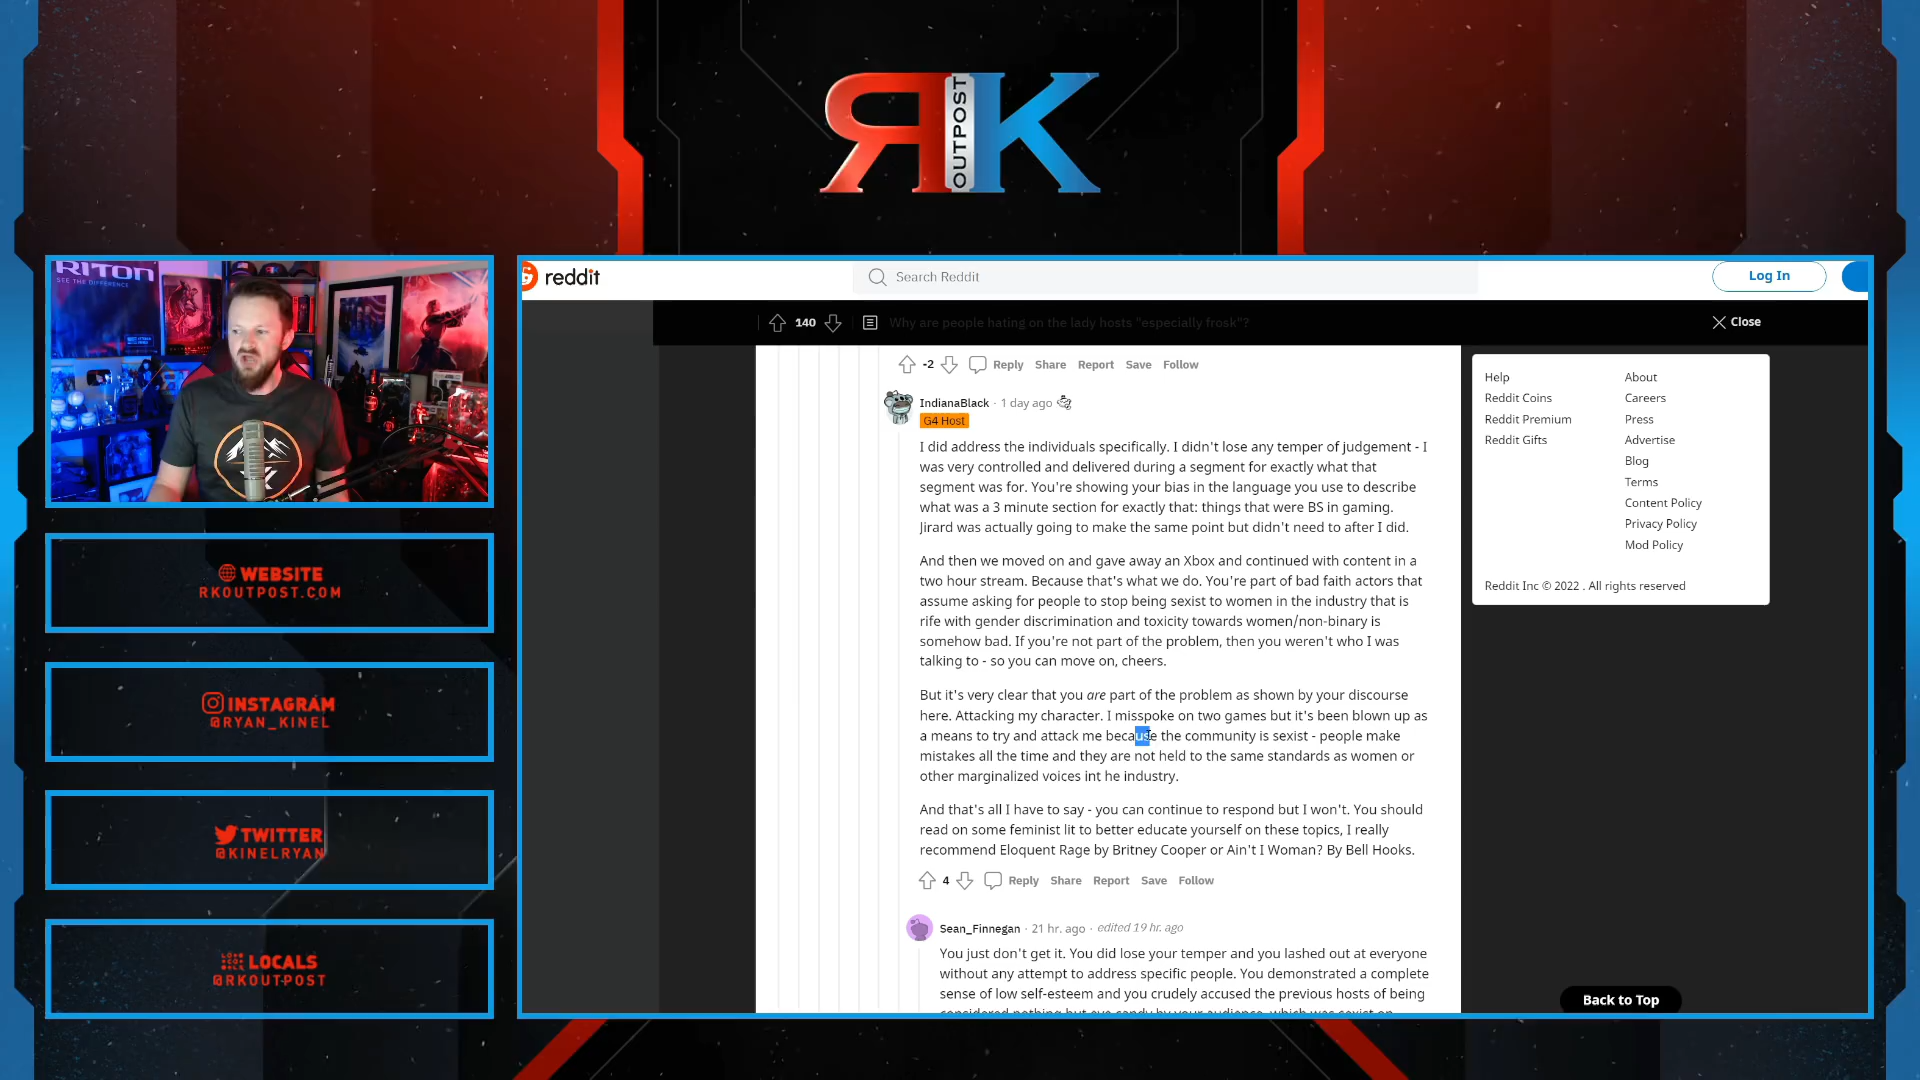 RK
OUTPOST
RITON
SEE THE DIFFERENCE
WEBSITE
RKOUTPOST.COM
INSTAGRAM
@RYAN_KINEL
TWITTER
@KINELRYAN
LOCALS
@RKOUTPOST
reddit
Search Reddit
Log In
140
Why are people hating on the lady hosts "especially frosk"?
Close
-2 Reply Share Report Save Follow
IndianaBlack · 1 day ago
G4 Host
I did address the individuals specifically. I didn't lose any temper of judgement - I
was very controlled and delivered during a segment for exactly what that
segment was for. You're showing your bias in the language you use to describe
what was a 3 minute section for exactly that: things that were BS in gaming.
Jirard was actually going to make the same point but didn't need to after I did.
And then we moved on and gave away an Xbox and continued with content in a
two hour stream. Because that's what we do. You're part of bad faith actors that
assume asking for people to stop being sexist to women in the industry that is
rife with gender discrimination and toxicity towards women/non-binary is
somehow bad. If you're not part of the problem, then you weren't who I was
talking to - so you can move on, cheers.
But it's very clear that you are part of the problem as shown by your discourse
here. Attacking my character. I misspoke on two games but it's been blown up as
a means to try and attack me because the community is sexist - people make
mistakes all the time and they are not held to the same standards as women or
other marginalized voices int he industry.
And that's all I have to say - you can continue to respond but I won't. You should
read on some feminist lit to better educate yourself on these topics, I really
recommend Eloquent Rage by Britney Cooper or Ain't I Woman? By Bell Hooks.
4 Reply Share Report Save Follow
Sean_Finnegan · 21 hr. ago · edited 19 hr. ago
You just don't get it. You did lose your temper and you lashed out at everyone
without any attempt to address specific people. You demonstrated a complete
sense of low self-esteem and you crudely accused the previous hosts of being
considered nothing but eye candy by your audience, which was sexist on
Help
Reddit Coins
Reddit Premium
Reddit Gifts
About
Careers
Press
Advertise
Blog
Terms
Content Policy
Privacy Policy
Mod Policy
Reddit Inc © 2022 . All rights reserved
Back to Top